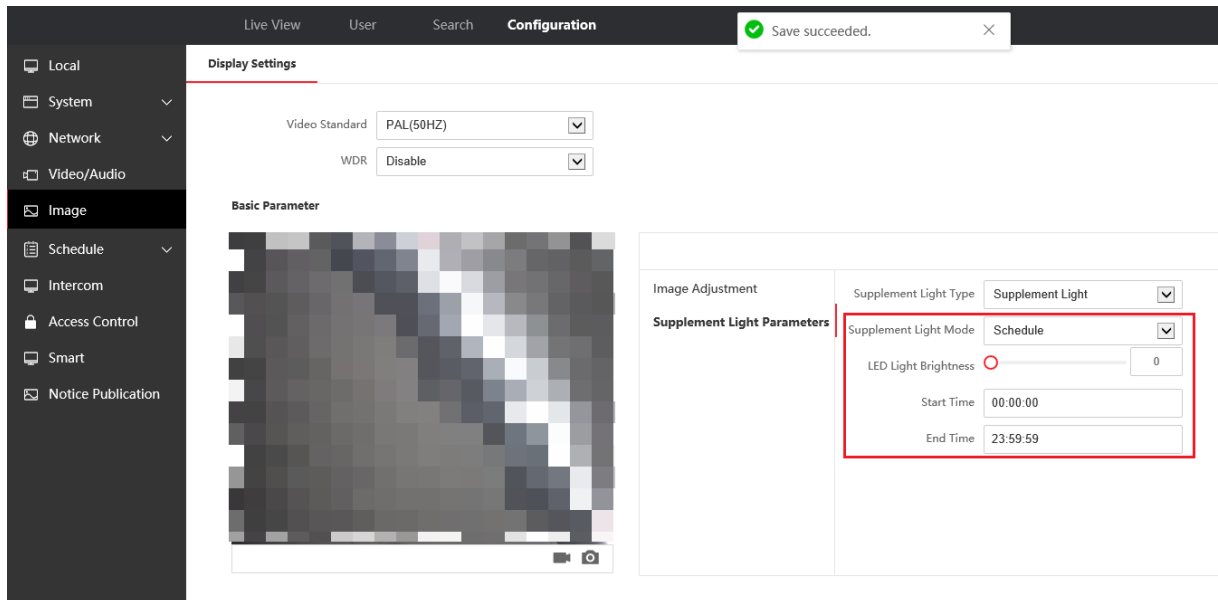 Live View User Search Configuration
Save succeeded.
Local
System
Network
Video/Audio
Image
Schedule
Intercom
Access Control
Smart
Notice Publication
Display Settings
Video Standard PAL(50HZ)
WDR Disable
Basic Parameter
Image Adjustment
Supplement Light Parameters
Supplement Light Type Supplement Light
Supplement Light Mode Schedule
LED Light Brightness 0
Start Time 00:00:00
End Time 23:59:59